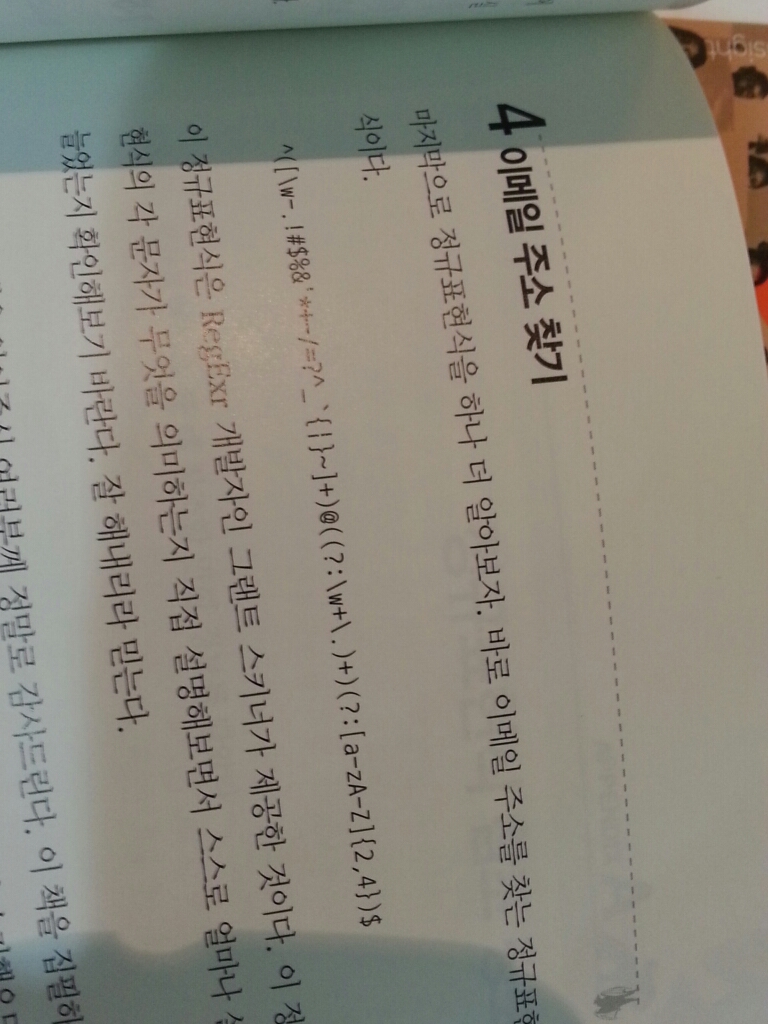 4 이메일 주소 찾기
마지막으로 정규표현식을 하나 더 알아보자. 바로 이메일 주소를 찾는 정규표현
식이다.
^([\w-.!#$%&'*+-/=?^_`{|}~]+)@((?:\w+\.)+)(?:[a-zA-Z]{2,4})$
이 정규표현식은 RegExr 개발자인 그랜트 스키너가 제공한 것이다. 이 정
현식의 각 문자가 무엇을 의미하는지 직접 설명해보면서 스스로 얼마나 실
늘었는지 확인해보기 바란다. 잘 해내리라 믿는다.
여러분께 정말로 감사드린다. 이 책을 집필하